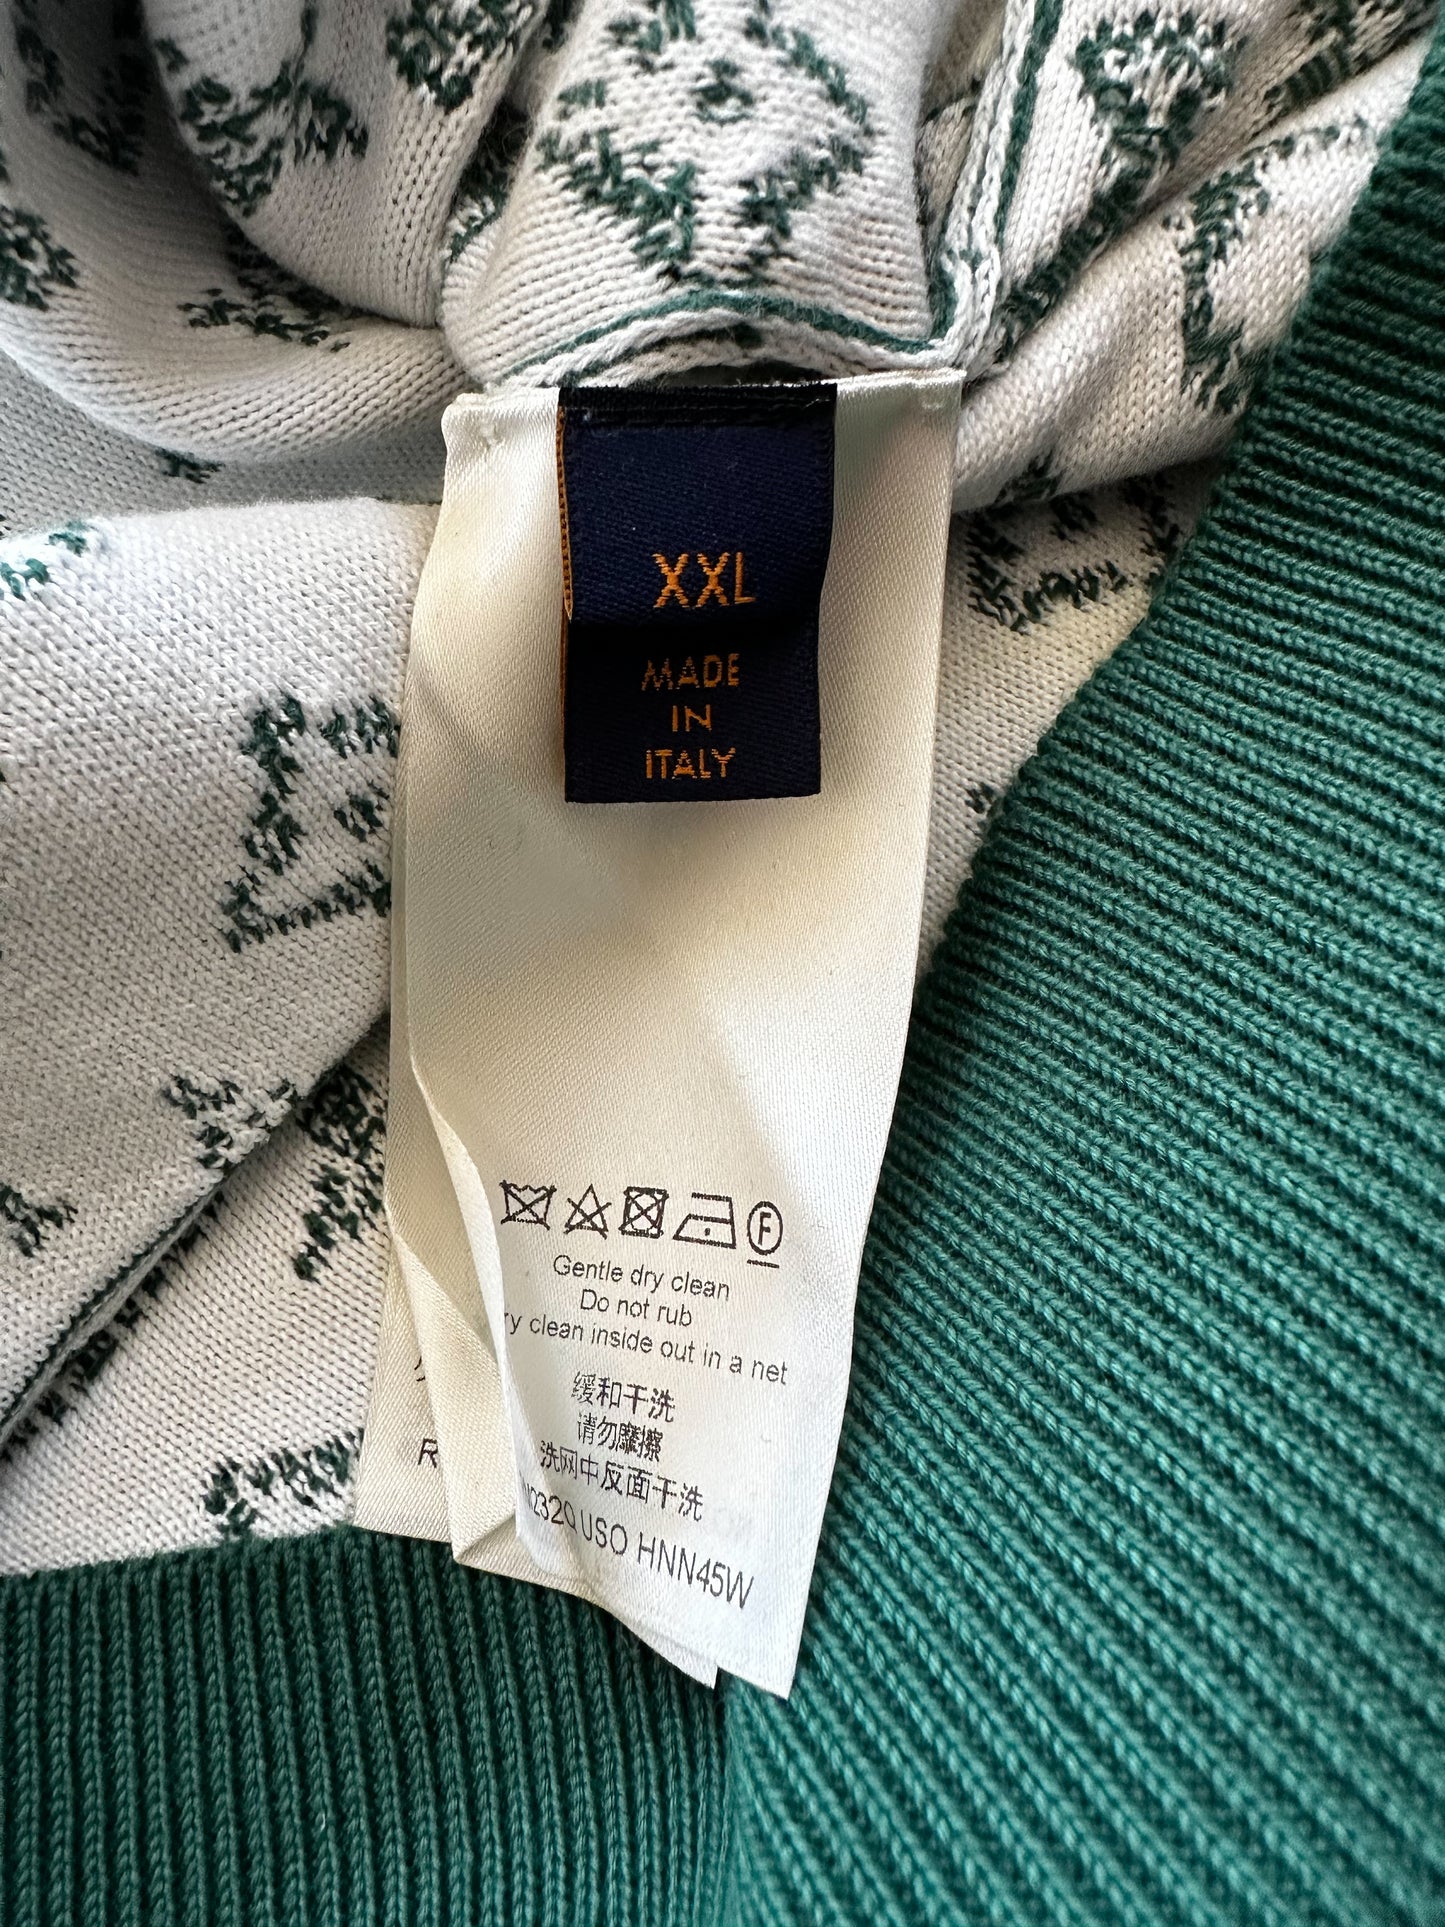 XXL
MADE
IN
ITALY
F
Gentle dry clean
Do not rub
ry clean inside out in a net
缓和干洗
请勿靡擦
洗网中反面干洗
USO HNN45W
R